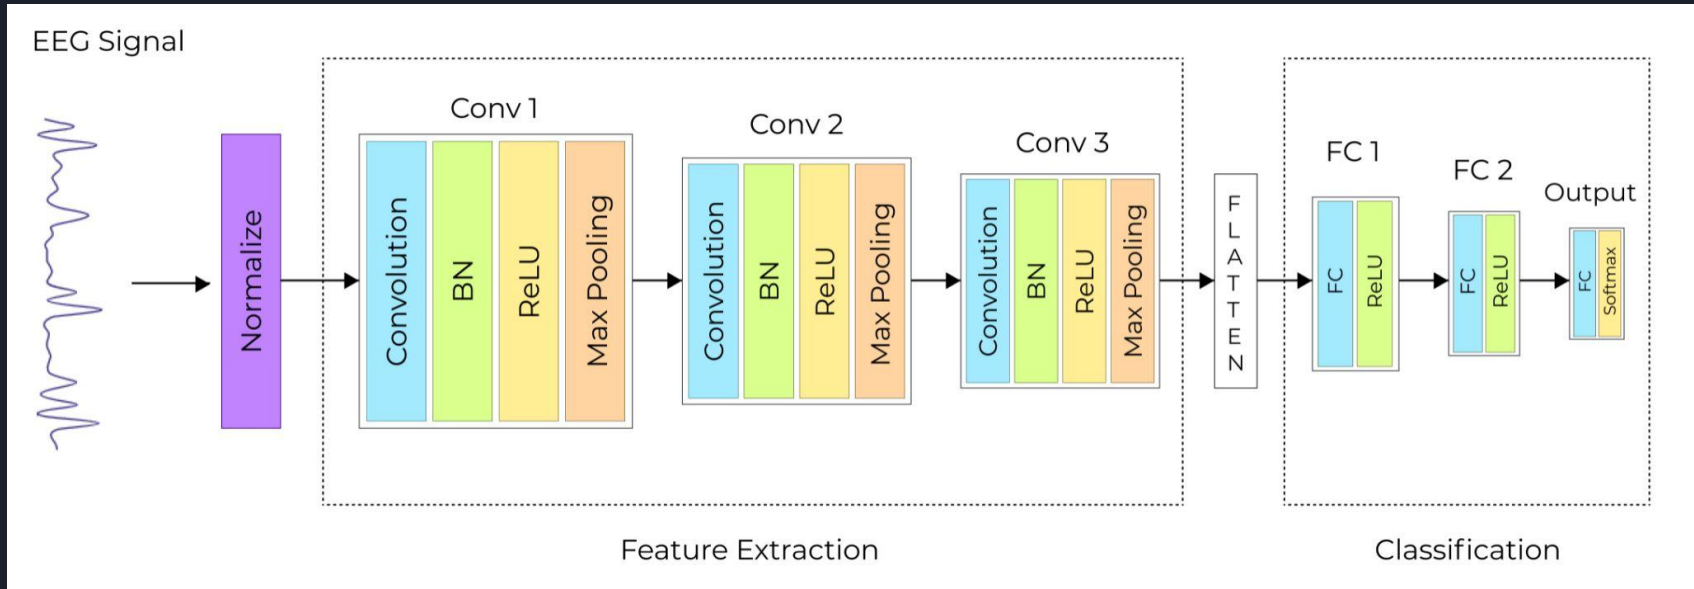 EEG Signal
Normalize
Conv 1
Convolution
BN
ReLU
Max Pooling
Conv 2
Convolution
BN
ReLU
Max Pooling
Conv 3
Convolution
BN
ReLU
Max Pooling
FLATTEN
FC 1
FC
ReLU
FC 2
FC
ReLU
Output
FC
Softmax
Feature Extraction
Classification